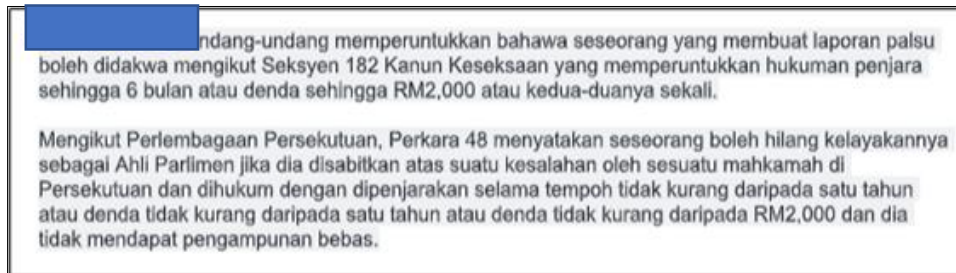 ndang-undang memperuntukkan bahawa seseorang yang membuat laporan palsu
boleh didakwa mengikut Seksyen 182 Kanun Keseksaan yang memperuntukkan hukuman penjara
sehingga 6 bulan atau denda sehingga RM2,000 atau kedua-duanya sekali.
Mengikut Perlembagaan Persekutuan, Perkara 48 menyatakan seseorang boleh hilang kelayakannya
sebagai Ahli Parlimen jika dia disabitkan atas suatu kesalahan oleh sesuatu mahkamah di
Persekutuan dan dihukum dengan dipenjarakan selama tempoh tidak kurang daripada satu tahun
atau denda tidak kurang daripada satu tahun atau denda tidak kurang daripada RM2,000 dan dia
tidak mendapat pengampunan bebas.